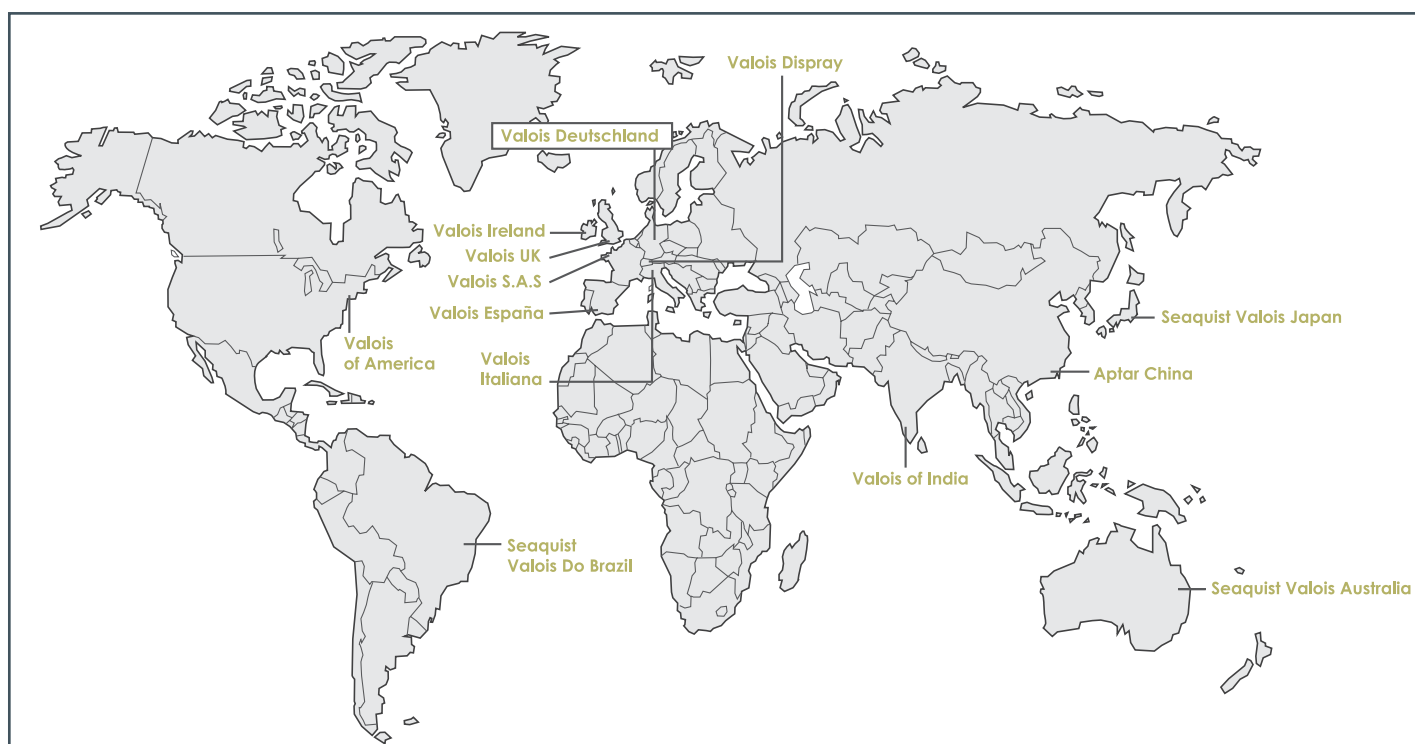 Valois Dispray
Valois Deutschland
Valois Ireland
Valois UK
Valois S.A.S
Valois España
Valois
of America
Valois
Italiana
Seaquist Valois Japan
Aptar China
Valois of India
Seaquist
Valois Do Brazil
Seaquist Valois Australia